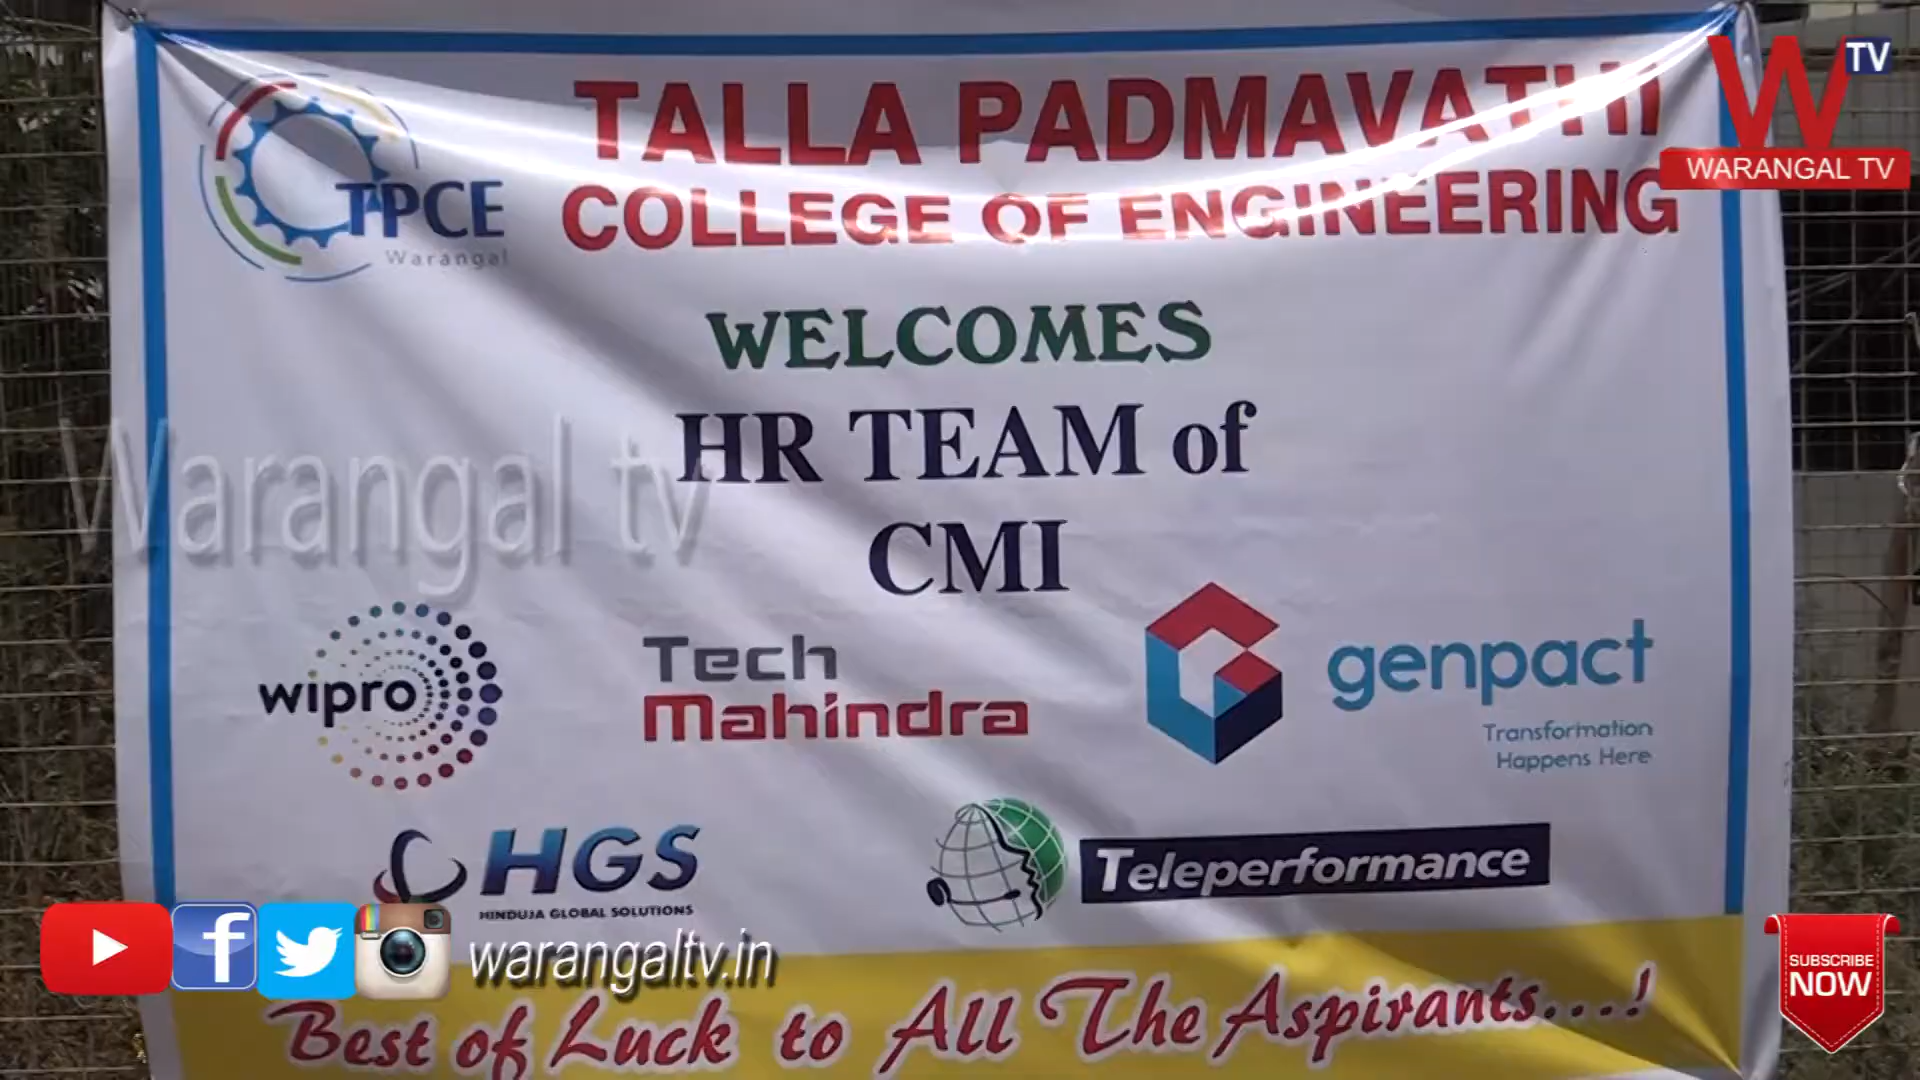 TALLA PADMAVATHI
COLLEGE OF ENGINEERING
TPCE
Warangal
W TV
WARANGAL TV
WELCOMES
HR TEAM of
CMI
Warangal tv
wipro
Tech
Mahindra
genpact
Transformation
Happens Here
HGS
HINDUJA GLOBAL SOLUTIONS
Teleperformance
warangaltv.in
SUBSCRIBE
NOW
Best of Luck to All The Aspirants....!